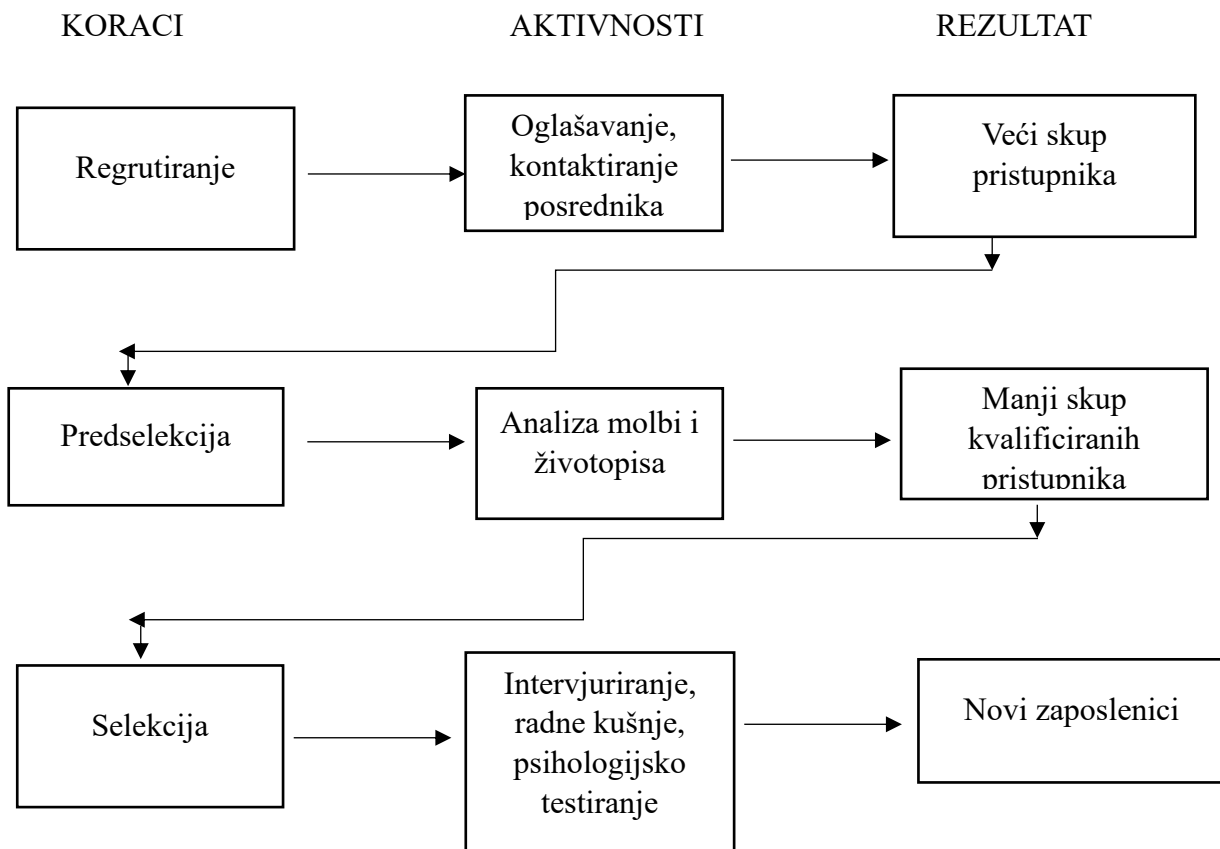 KORACI
AKTIVNOSTI
REZULTAT
Regrutiranje
Oglašavanje,
kontaktiranje
posrednika
Veći skup
pristupnika
Predselekcija
Analiza molbi i
životopisa
Manji skup
kvalificiranih
pristupnika
Selekcija
Intervjuriranje,
radne kušnje,
psihologijsko
testiranje
Novi zaposlenici